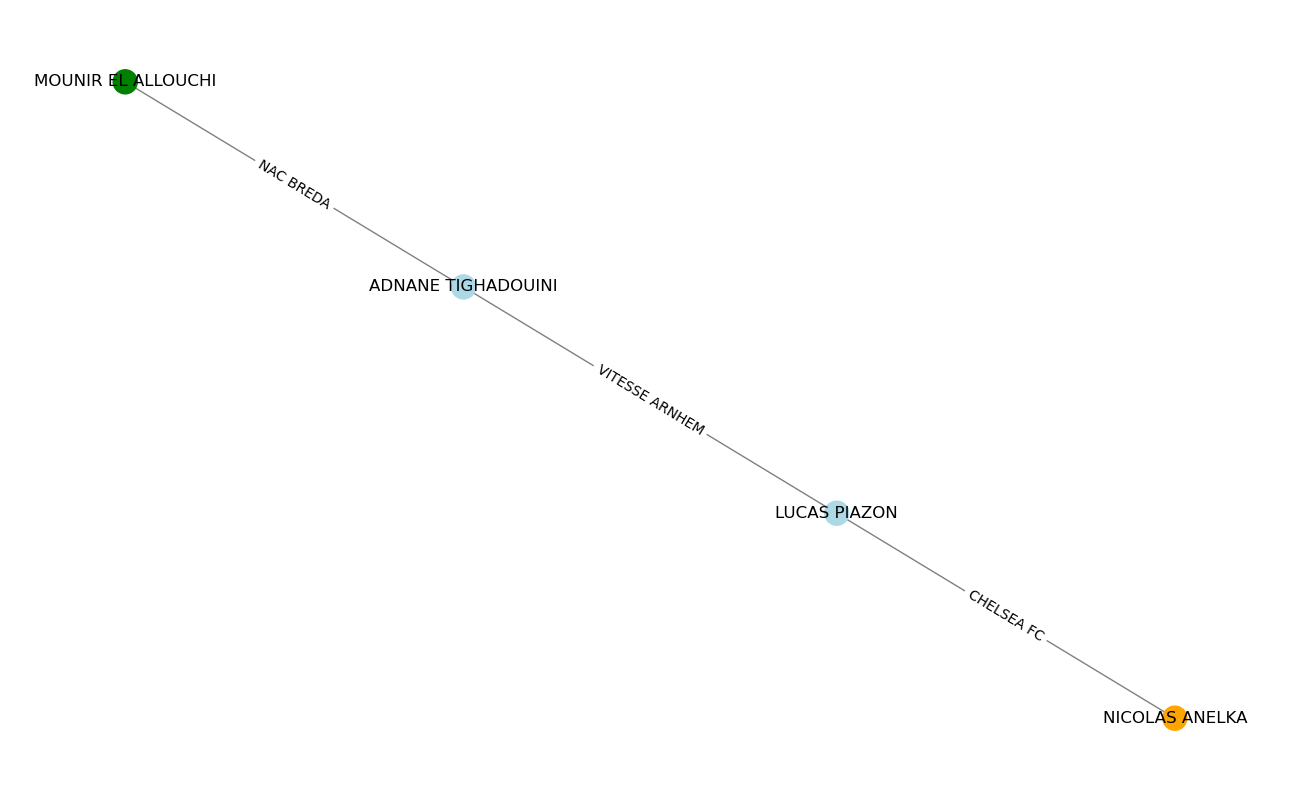 MOUNIR EL ALLOUCHI
NAC BREDA
ADNANE TIGHADOUINI
VITESSE ARNHEM
LUCAS PIAZON
CHELSEA FC
NICOLAS ANELKA